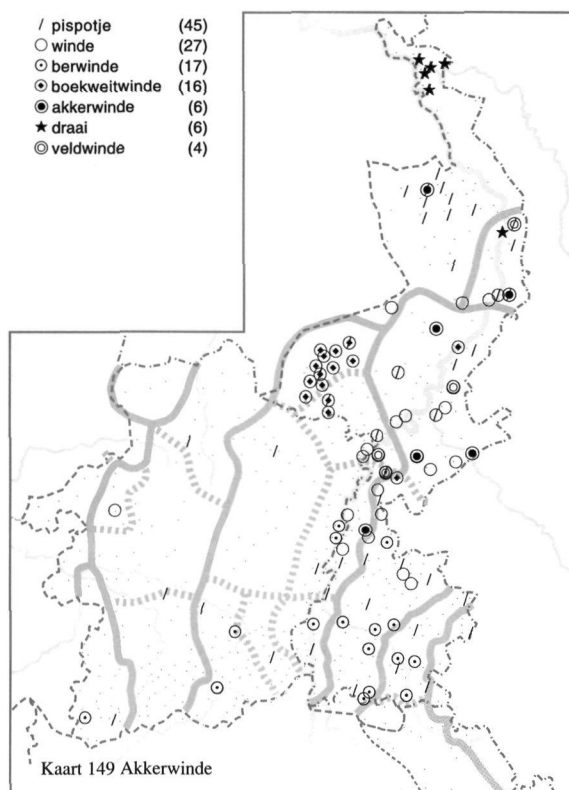 / pispotje (45)
○ winde (27)
⊙ berwinde (17)
boekweitwinde (16)
◉ akkerwinde (6)
★ draai (6)
◎ veldwinde (4)
Kaart 149 Akkerwinde